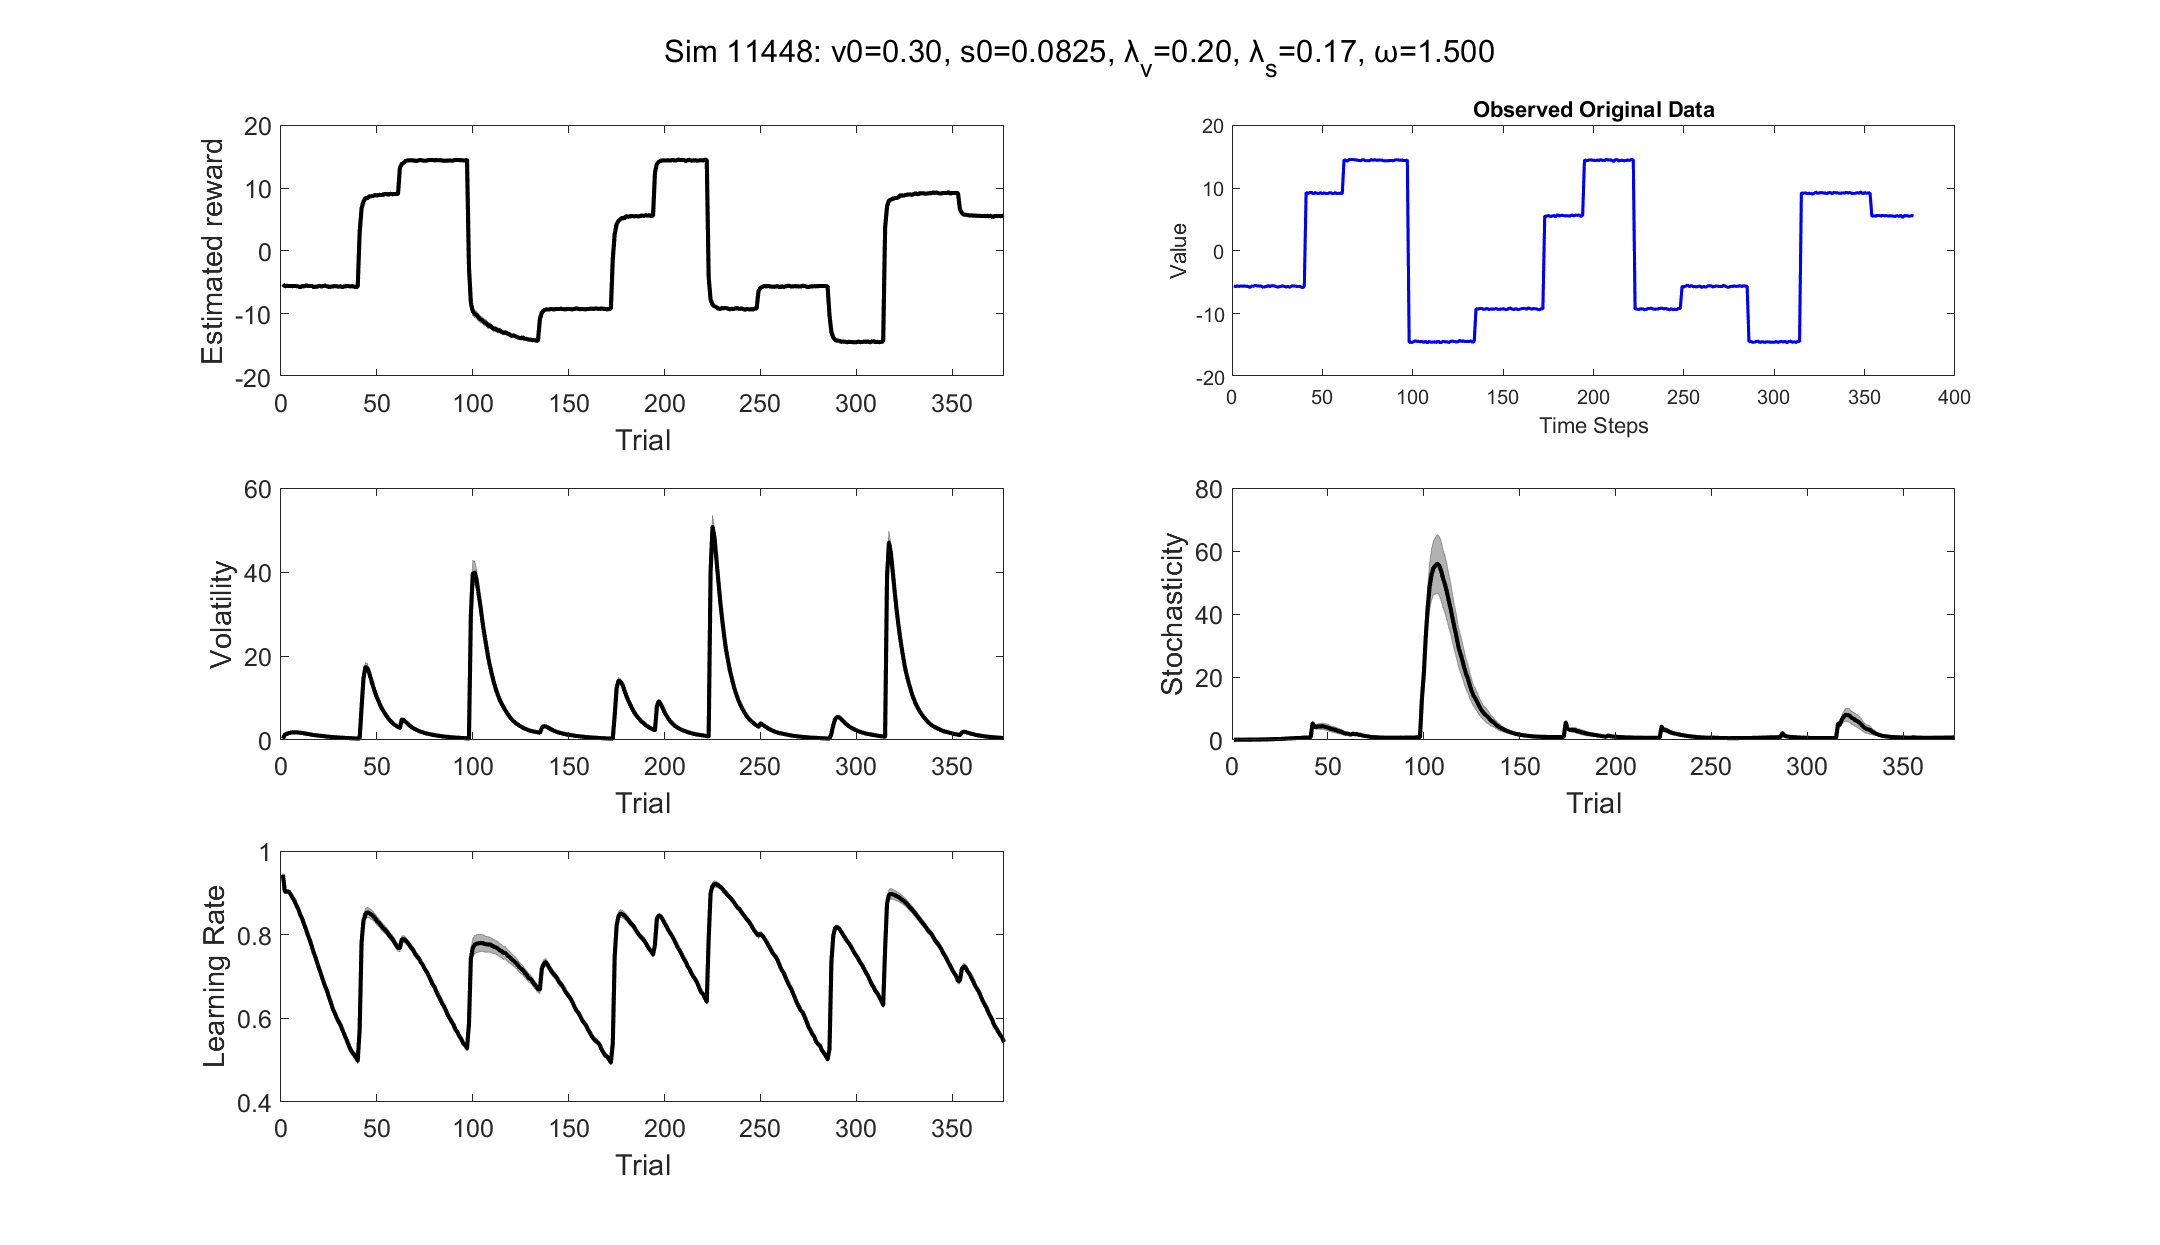 Sim 11448: v0=0.30, s0=0.0825, λ_v=0.20, λ_s=0.17, ω=1.500
Estimated reward
20
10
0
-10
-20
0 50 100 150 200 250 300 350
Trial
Observed Original Data
Value
20
10
0
-10
-20
0 50 100 150 200 250 300 350 400
Time Steps
Volatility
60
40
20
0
0 50 100 150 200 250 300 350
Trial
Stochasticity
80
60
40
20
0
0 50 100 150 200 250 300 350
Trial
Learning Rate
1
0.8
0.6
0.4
0 50 100 150 200 250 300 350
Trial